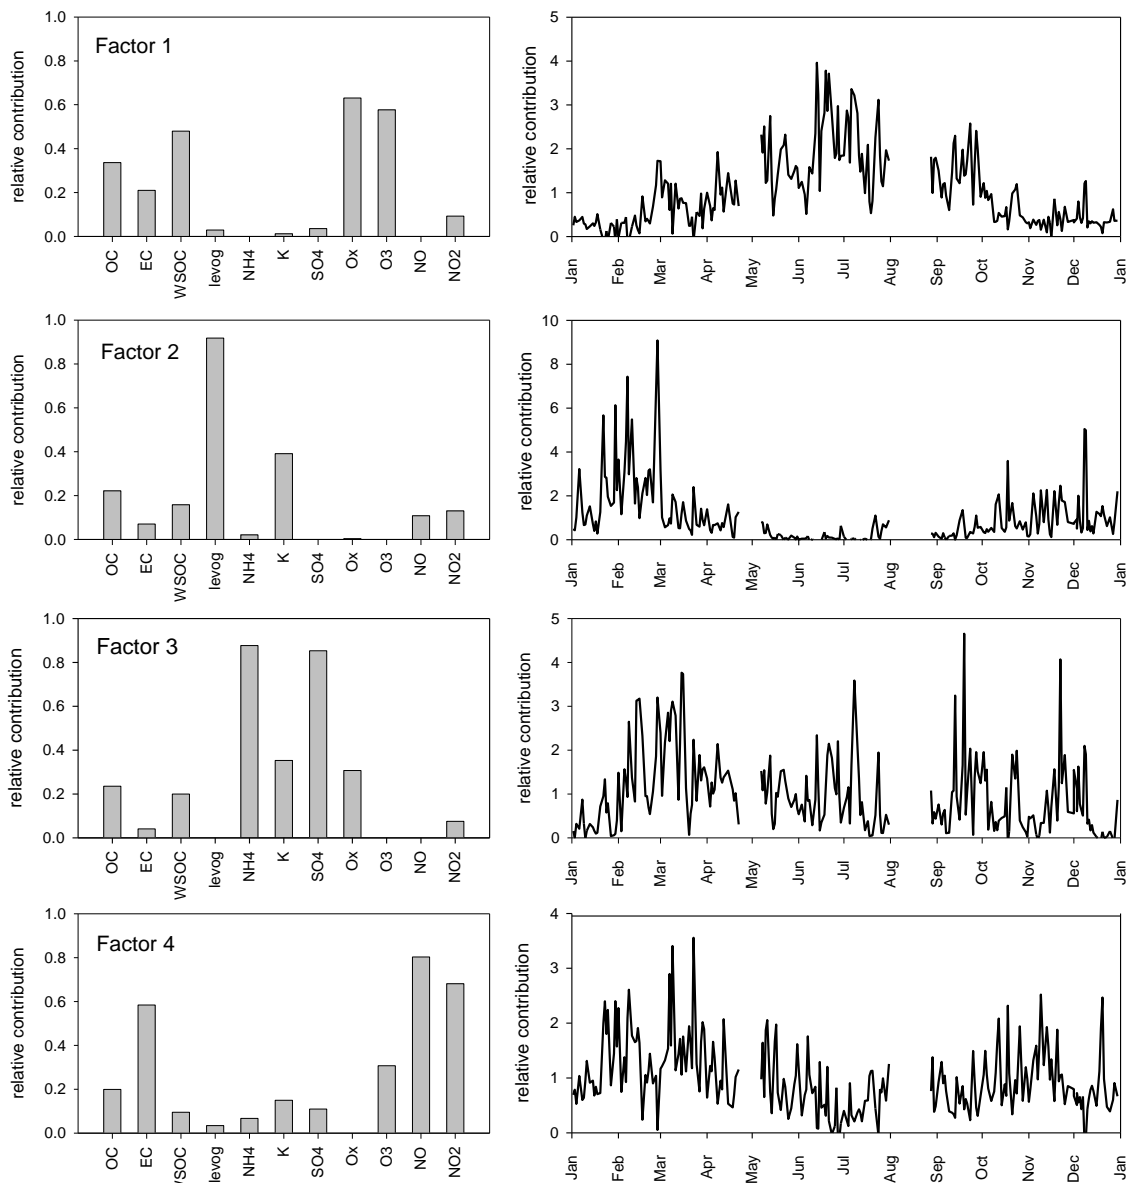 Factor 1
relative contribution
1.0
0.8
0.6
0.4
0.2
0.0
OC
EC
WSOC
levog
NH4
K
SO4
Ox
O3
NO
NO2
relative contribution
5
4
3
2
1
0
Jan
Feb
Mar
Apr
May
Jun
Jul
Aug
Sep
Oct
Nov
Dec
Jan
Factor 2
relative contribution
1.0
0.8
0.6
0.4
0.2
0.0
OC
EC
WSOC
levog
NH4
K
SO4
Ox
O3
NO
NO2
relative contribution
10
8
6
4
2
0
Jan
Feb
Mar
Apr
May
Jun
Jul
Aug
Sep
Oct
Nov
Dec
Jan
Factor 3
relative contribution
1.0
0.8
0.6
0.4
0.2
0.0
OC
EC
WSOC
levog
NH4
K
SO4
Ox
O3
NO
NO2
relative contribution
5
4
3
2
1
0
Jan
Feb
Mar
Apr
May
Jun
Jul
Aug
Sep
Oct
Nov
Dec
Jan
Factor 4
relative contribution
1.0
0.8
0.6
0.4
0.2
0.0
OC
EC
WSOC
levog
NH4
K
SO4
Ox
O3
NO
NO2
relative contribution
4
3
2
1
0
Jan
Feb
Mar
Apr
May
Jun
Jul
Aug
Sep
Oct
Nov
Dec
Jan